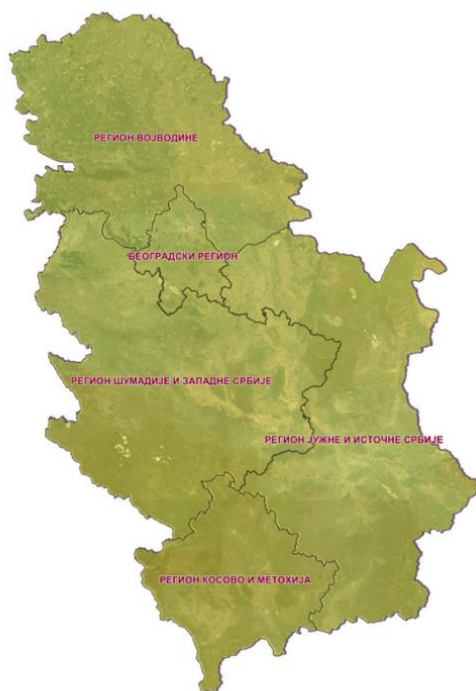 РЕГИОН ВОЈВОДИНЕ
БЕОГРАДСКИ РЕГИОН
РЕГИОН ШУМАДИЈЕ И ЗАПАДНЕ СРБИЈЕ
РЕГИОН ЈУЖНЕ И ИСТОЧНЕ СРБИЈЕ
РЕГИОН КОСОВО И МЕТОХИЈА